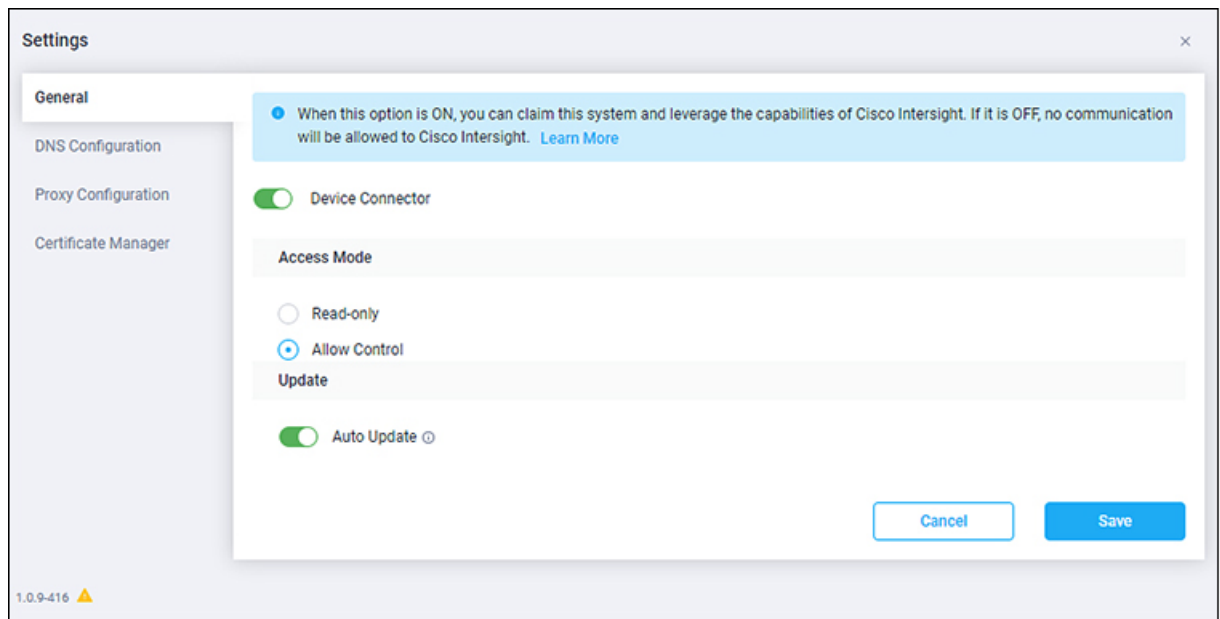 Settings
General
DNS Configuration
Proxy Configuration
Certificate Manager
When this option is ON, you can claim this system and leverage the capabilities of Cisco Intersight. If it is OFF, no communication
will be allowed to Cisco Intersight. Learn More
Device Connector
Access Mode
Read-only
Allow Control
Update
Auto Update
Cancel
Save
1.0.9-416